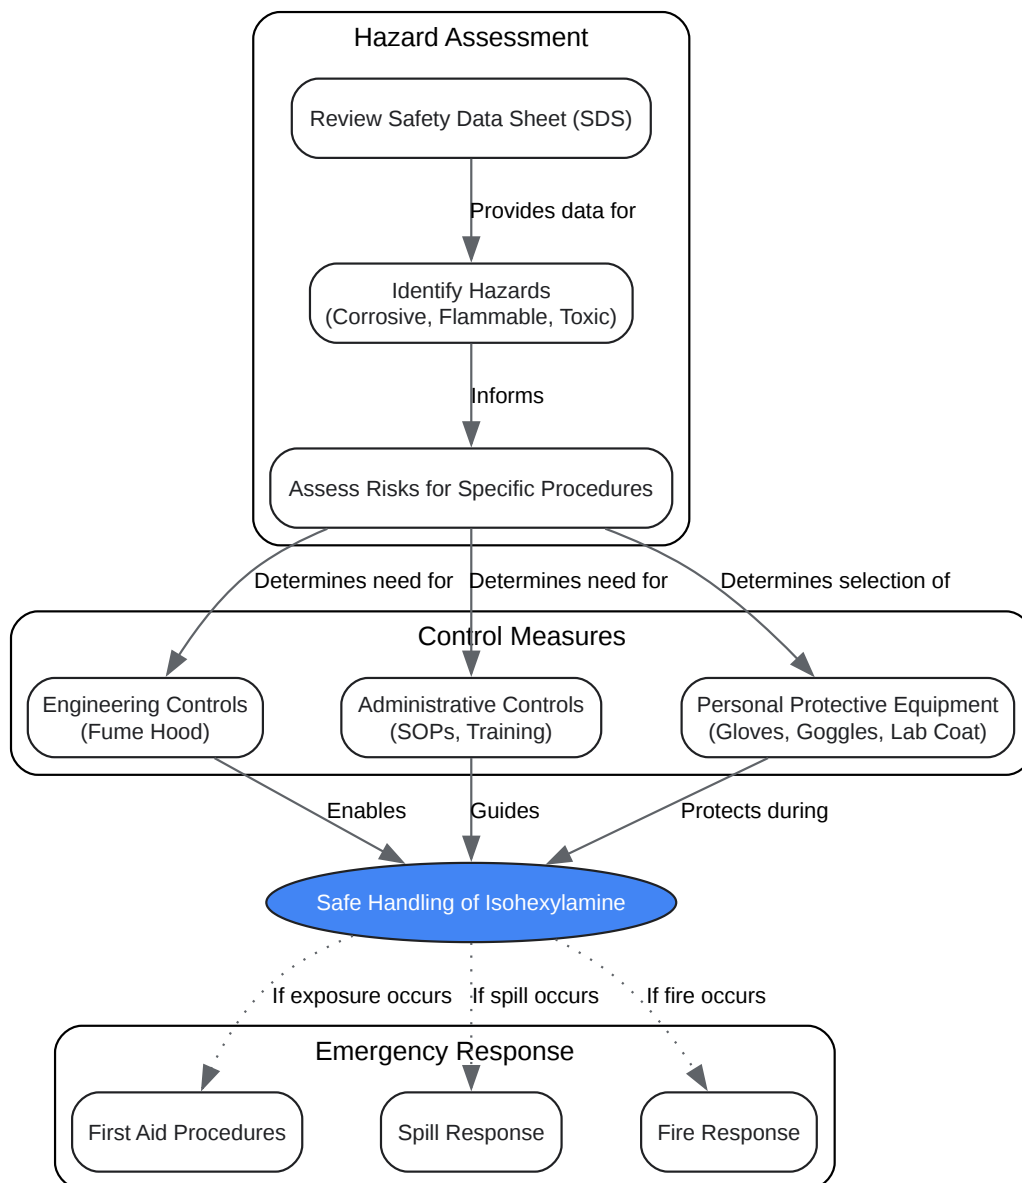 Hazard Assessment
Review Safety Data Sheet (SDS)
Provides data for
Identify Hazards
(Corrosive, Flammable, Toxic)
Informs
Assess Risks for Specific Procedures
Determines need for
Determines need for
Determines selection of
Control Measures
Engineering Controls
(Fume Hood)
Administrative Controls
(SOPs, Training)
Personal Protective Equipment
(Gloves, Goggles, Lab Coat)
Enables
Guides
Protects during
Safe Handling of Isohexylamine
If exposure occurs
If spill occurs
If fire occurs
Emergency Response
First Aid Procedures
Spill Response
Fire Response